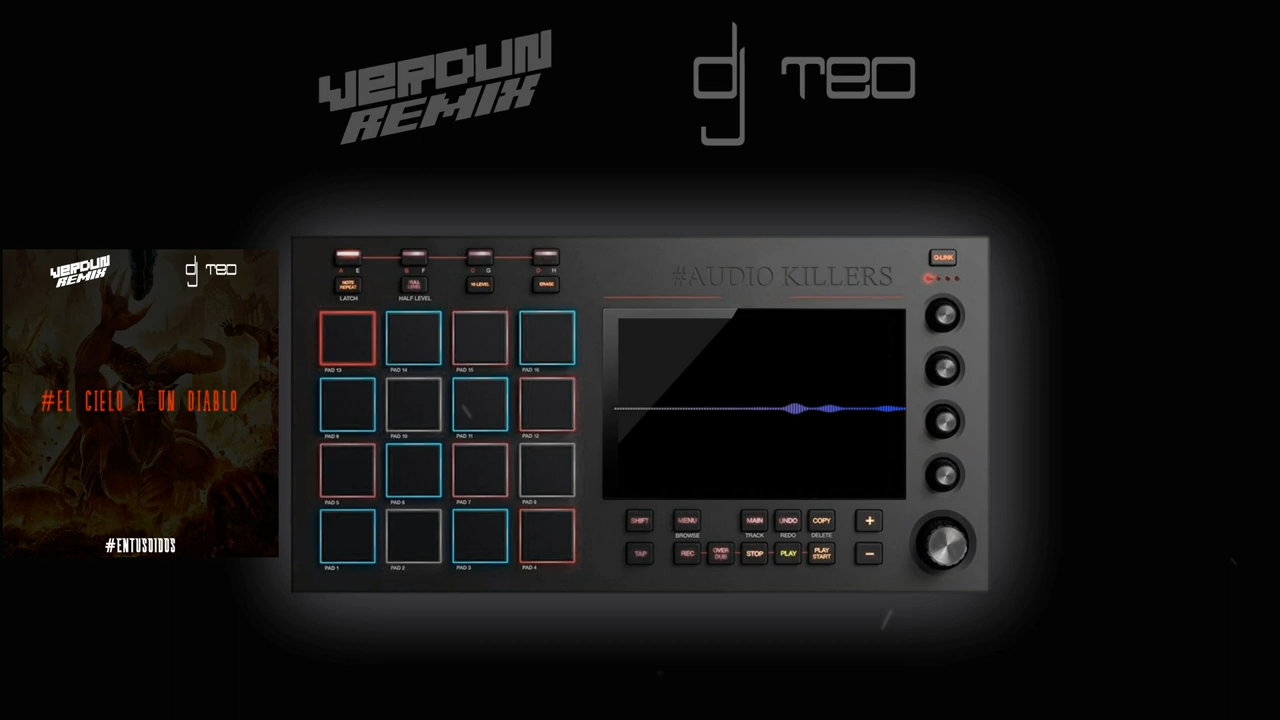 VERDUN
REMIX
dj TEO
VERDUN
REMIX
dj TEO
#EL CIELO A UN DIABLO
#ENTUSOIDOS
#AUDIO KILLERS
Q-LINK
A E B F C G D H
NOTE REPEAT
FULL LEVEL
16 LEVEL
ERASE
LATCH
HALF LEVEL
PAD 13 PAD 14 PAD 15 PAD 16
PAD 9 PAD 10 PAD 11 PAD 12
PAD 5 PAD 6 PAD 7 PAD 8
PAD 1 PAD 2 PAD 3 PAD 4
SHIFT MENU MAIN UNDO COPY +
BROWSE TRACK REDO DELETE
TAP REC OVER DUB STOP PLAY PLAY START −